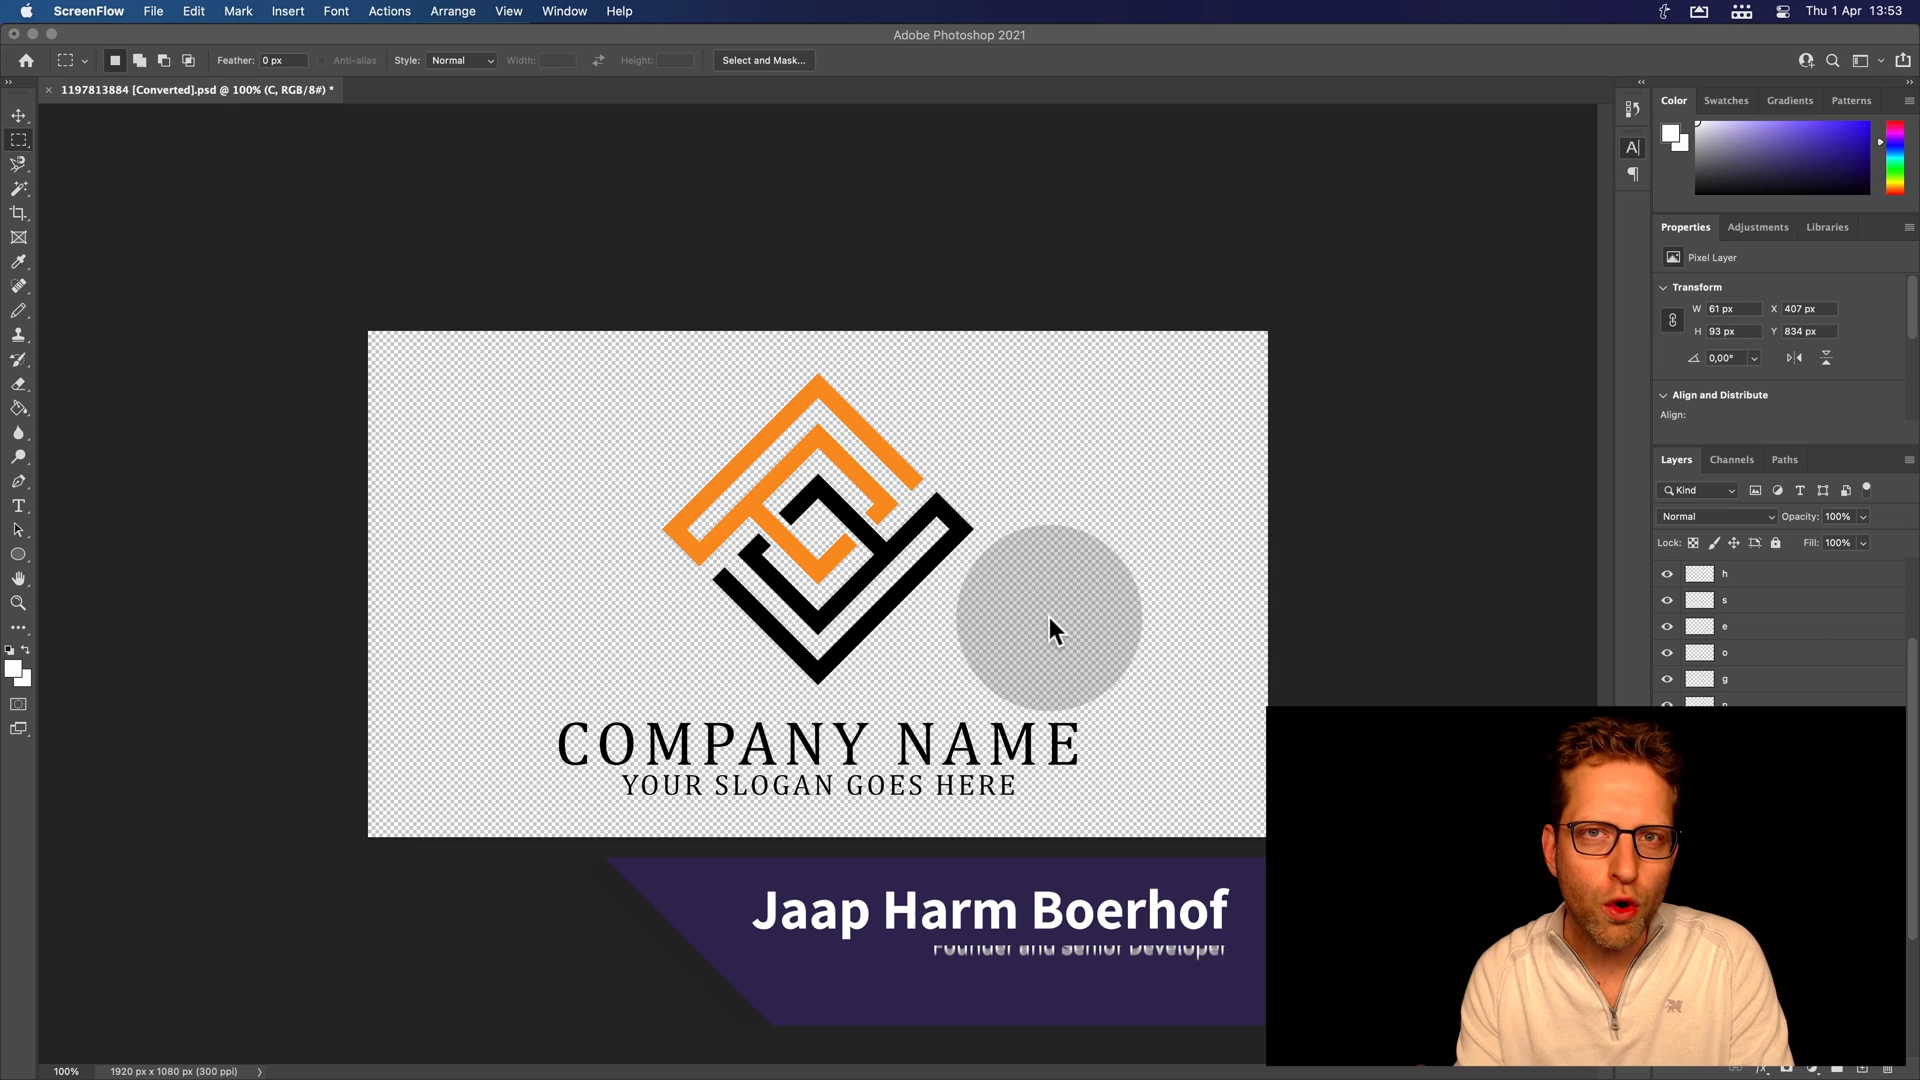 ScreenFlow File Edit Mark Insert Font Actions Arrange View Window Help Thu 1 Apr 13:53
Adobe Photoshop 2021
Feather: 0 px Anti-alias Style: Normal Width: Height: Select and Mask...
1197813884 [Converted].psd @ 100% (C, RGB/8#) *
Color Swatches Gradients Patterns
Properties Adjustments Libraries
Pixel Layer
Transform
W 61 px X 407 px
H 93 px Y 834 px
0,00°
Align and Distribute
Align:
Layers Channels Paths
Kind
Normal Opacity: 100%
Lock: Fill: 100%
h
s
e
o
g
COMPANY NAME
YOUR SLOGAN GOES HERE
Jaap Harm Boerhof
Founder and Senior Developer
100% 1920 px x 1080 px (300 ppi)